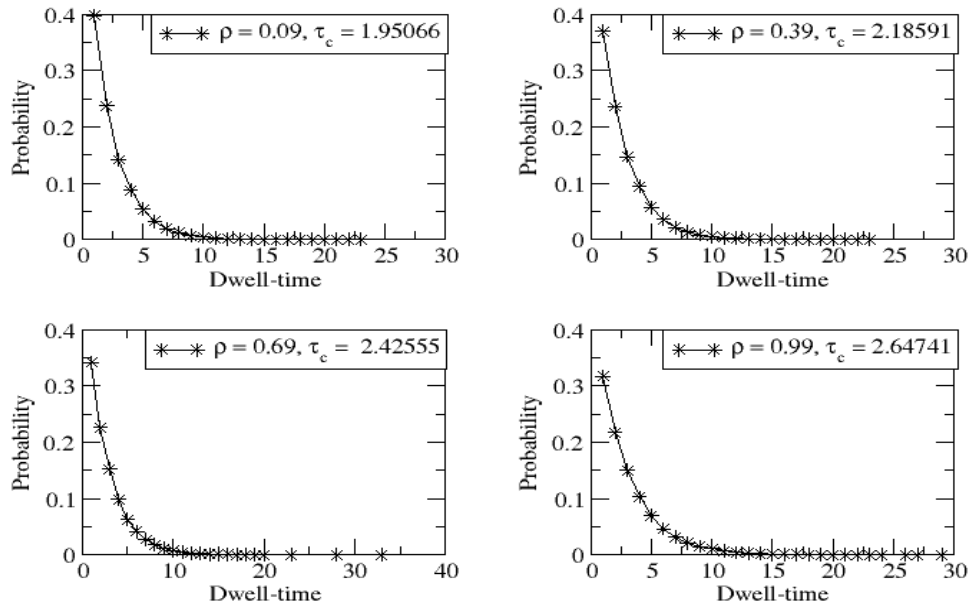 0.4
0.3
0.2
0.1
0
Probability
0 5 10 15 20 25 30
Dwell-time
ρ = 0.09, τc = 1.95066
0.4
0.3
0.2
0.1
0
Probability
0 5 10 15 20 25 30
Dwell-time
ρ = 0.39, τc = 2.18591
0.4
0.3
0.2
0.1
0
Probability
0 10 20 30 40
Dwell-time
ρ = 0.69, τc = 2.42555
0.4
0.3
0.2
0.1
0
Probability
0 5 10 15 20 25 30
Dwell-time
ρ = 0.99, τc = 2.64741